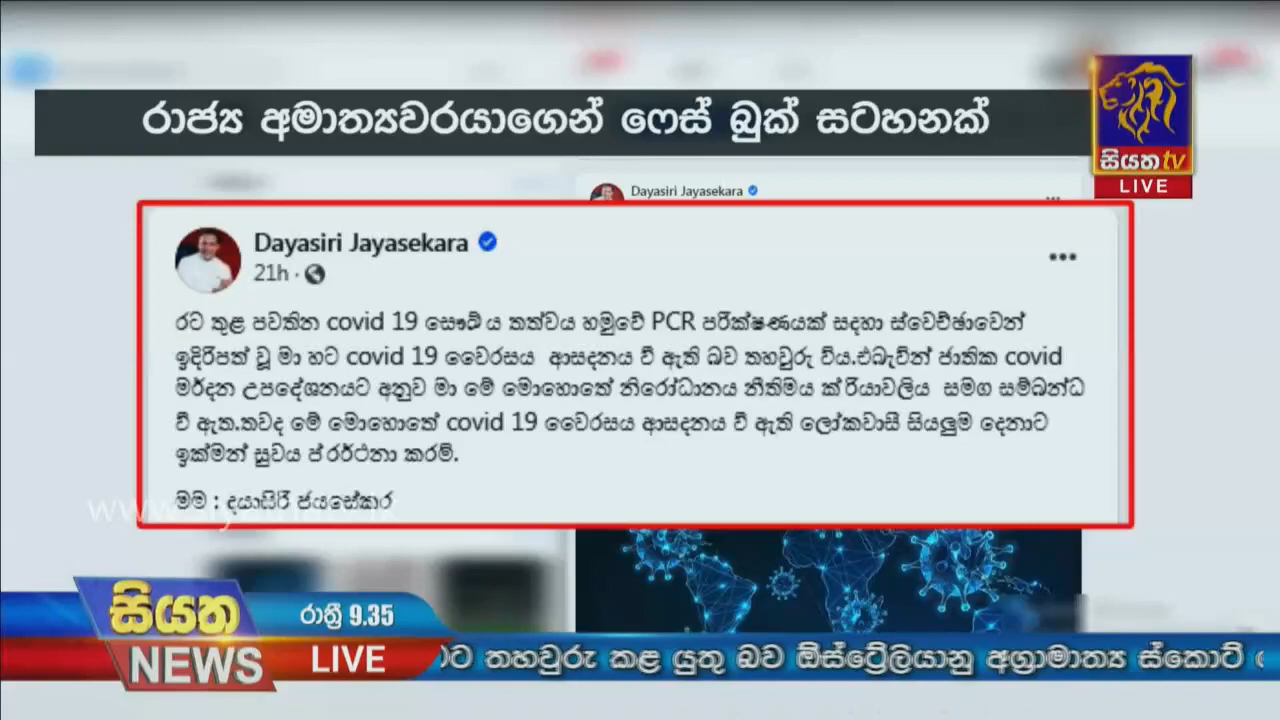 රාජ්‍ය අමාත්‍යවරයාගෙන් ෆේස් බුක් සටහනක්
සියත tv
LIVE
Dayasiri Jayasekara
Dayasiri Jayasekara
21h ·
රට තුළ පවතින covid 19 සෞඛ්‍ය තත්වය හමුවේ PCR පරීක්ෂණයක් සදහා ස්වේච්ඡාවෙන්
ඉදිරිපත් වූ මා හට covid 19 වෛරසය ආසදනය වී ඇති බව තහවුරු විය.එබැවින් ජාතික covid
මර්දන උපදේශනයට අනුව මා මේ මොහොතේ නිරෝධානය නීතිමය ක්‍රියාවලිය සමග සම්බන්ධ
වී ඇත.තවද මේ මොහොතේ covid 19 වෛරසය ආසදනය වී ඇති ලෝකවාසී සියලුම දෙනාට
ඉක්මන් සුවය ප්‍රර්ථනා කරමි.
මම : දයාසිරි ජයසේකර
සියත
NEWS
රාත්‍රී 9.35
LIVE
තහවුරු කළ යුතු බව ඕස්ට්‍රේලියානු අග්‍රාමාත්‍ය ස්කොට්